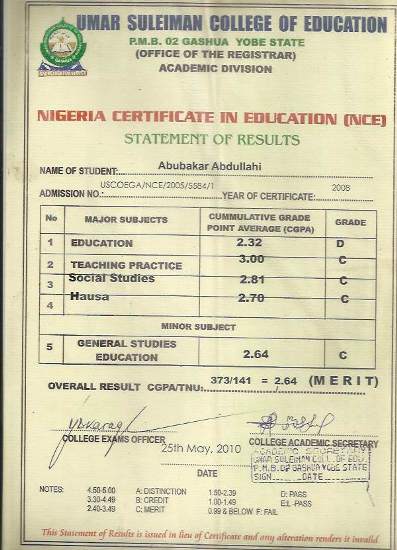 UMAR SULEIMAN COLLEGE OF EDUCATION
P.M.B. 02 GASHUA YOBE STATE
(OFFICE OF THE REGISTRAR)
ACADEMIC DIVISION
NIGERIA CERTIFICATE IN EDUCATION (NCE)
STATEMENT OF RESULTS
NAME OF STUDENT: Abubakar Abdullahi
ADMISSION NO.: USCOEGA/NCE/2005/5584/1 YEAR OF CERTIFICATE: 2008
No MAJOR SUBJECTS CUMMULATIVE GRADE POINT AVERAGE (CGPA) GRADE
1 EDUCATION 2.32 D
2 TEACHING PRACTICE 3.00 C
3 Social Studies 2.81 C
4 Hausa 2.70 C
MINOR SUBJECT
5 GENERAL STUDIES EDUCATION 2.64 C
OVERALL RESULT CGPA/TNU: 373/141 = 2.64 (MERIT)
COLLEGE EXAMS OFFICER COLLEGE ACADEMIC SECRETARY
25th May, 2010
DATE
ACADEMIC SECRETARY
UMAR SULEIMAN COLL. OF EDU.
P.M.B. 02 GASHUA YOBE STATE
SIGN DATE
NOTES: 4.50-5.00 A: DISTINCTION 1.50-2.39 D: PASS
3.30-4.49 B: CREDIT 1.00-1.49 E:L-PASS
2.40-3.49 C: MERIT 0.99 & BELOW F: FAIL
This Statement of Results is issued in lieu of Certificate and any alteration renders it invalid